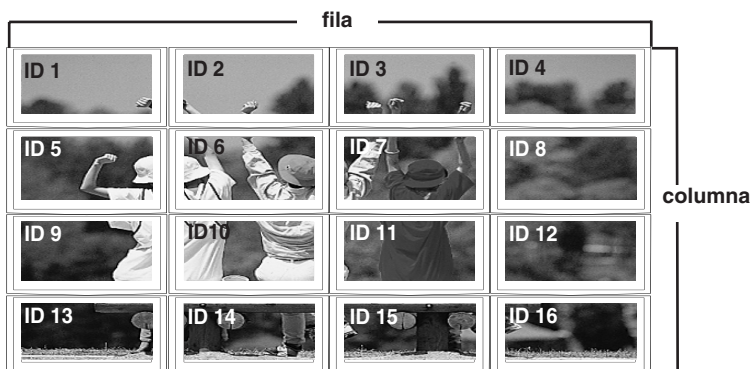 fila
ID 1 ID 2 ID 3 ID 4
ID 5 ID 6 ID 7 ID 8
columna
ID 9 ID10 ID 11 ID 12
ID 13 ID 14 ID 15 ID 16